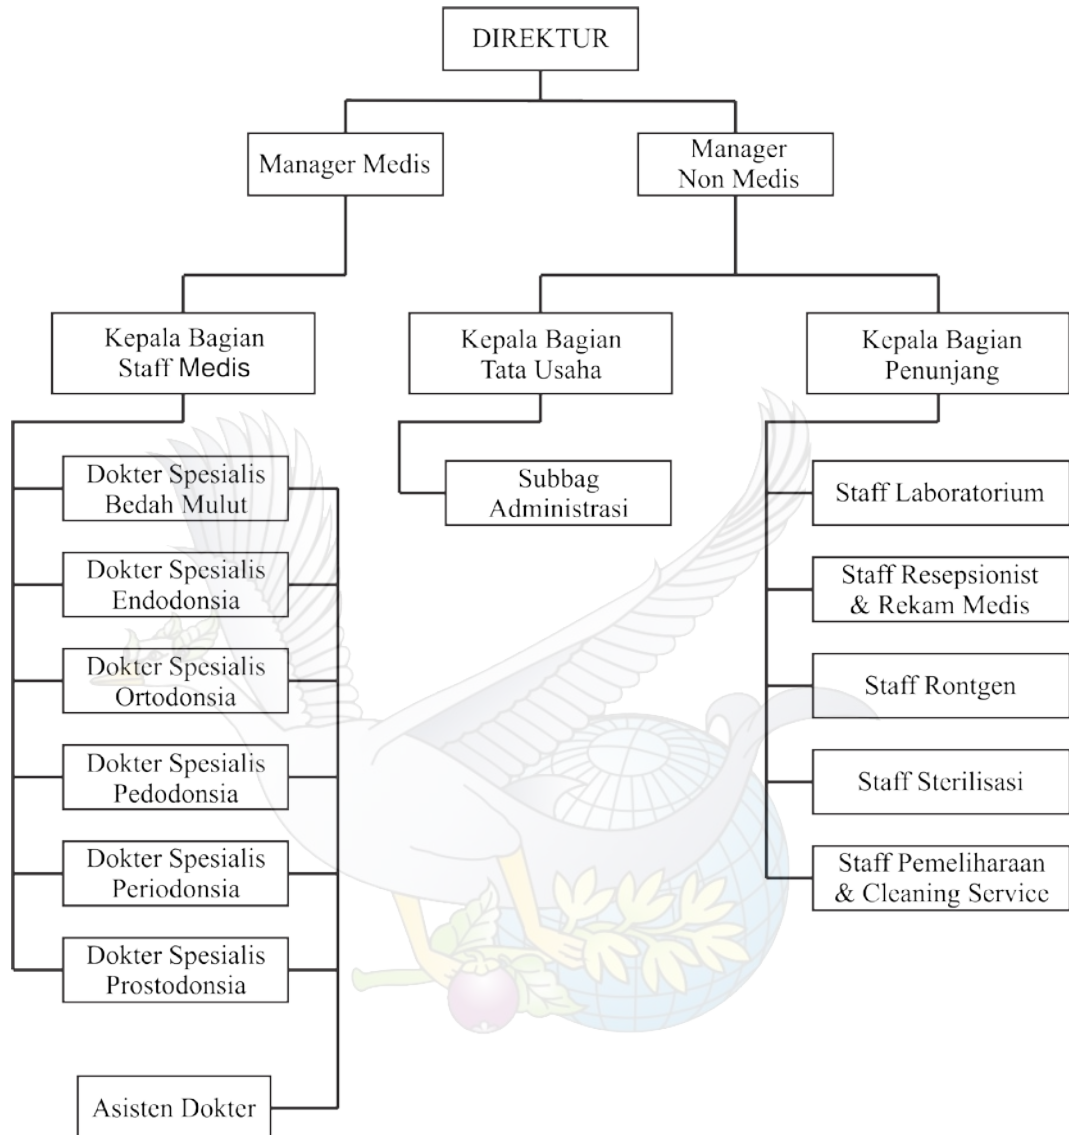 DIREKTUR
Manager Medis
Manager
Non Medis
Kepala Bagian
Staff Medis
Kepala Bagian
Tata Usaha
Kepala Bagian
Penunjang
Dokter Spesialis
Bedah Mulut
Dokter Spesialis
Endodonsia
Dokter Spesialis
Ortodonsia
Dokter Spesialis
Pedodonsia
Dokter Spesialis
Periodonsia
Dokter Spesialis
Prostodonsia
Asisten Dokter
Subbag
Administrasi
Staff Laboratorium
Staff Resepsionist
& Rekam Medis
Staff Rontgen
Staff Sterilisasi
Staff Pemeliharaan
& Cleaning Service